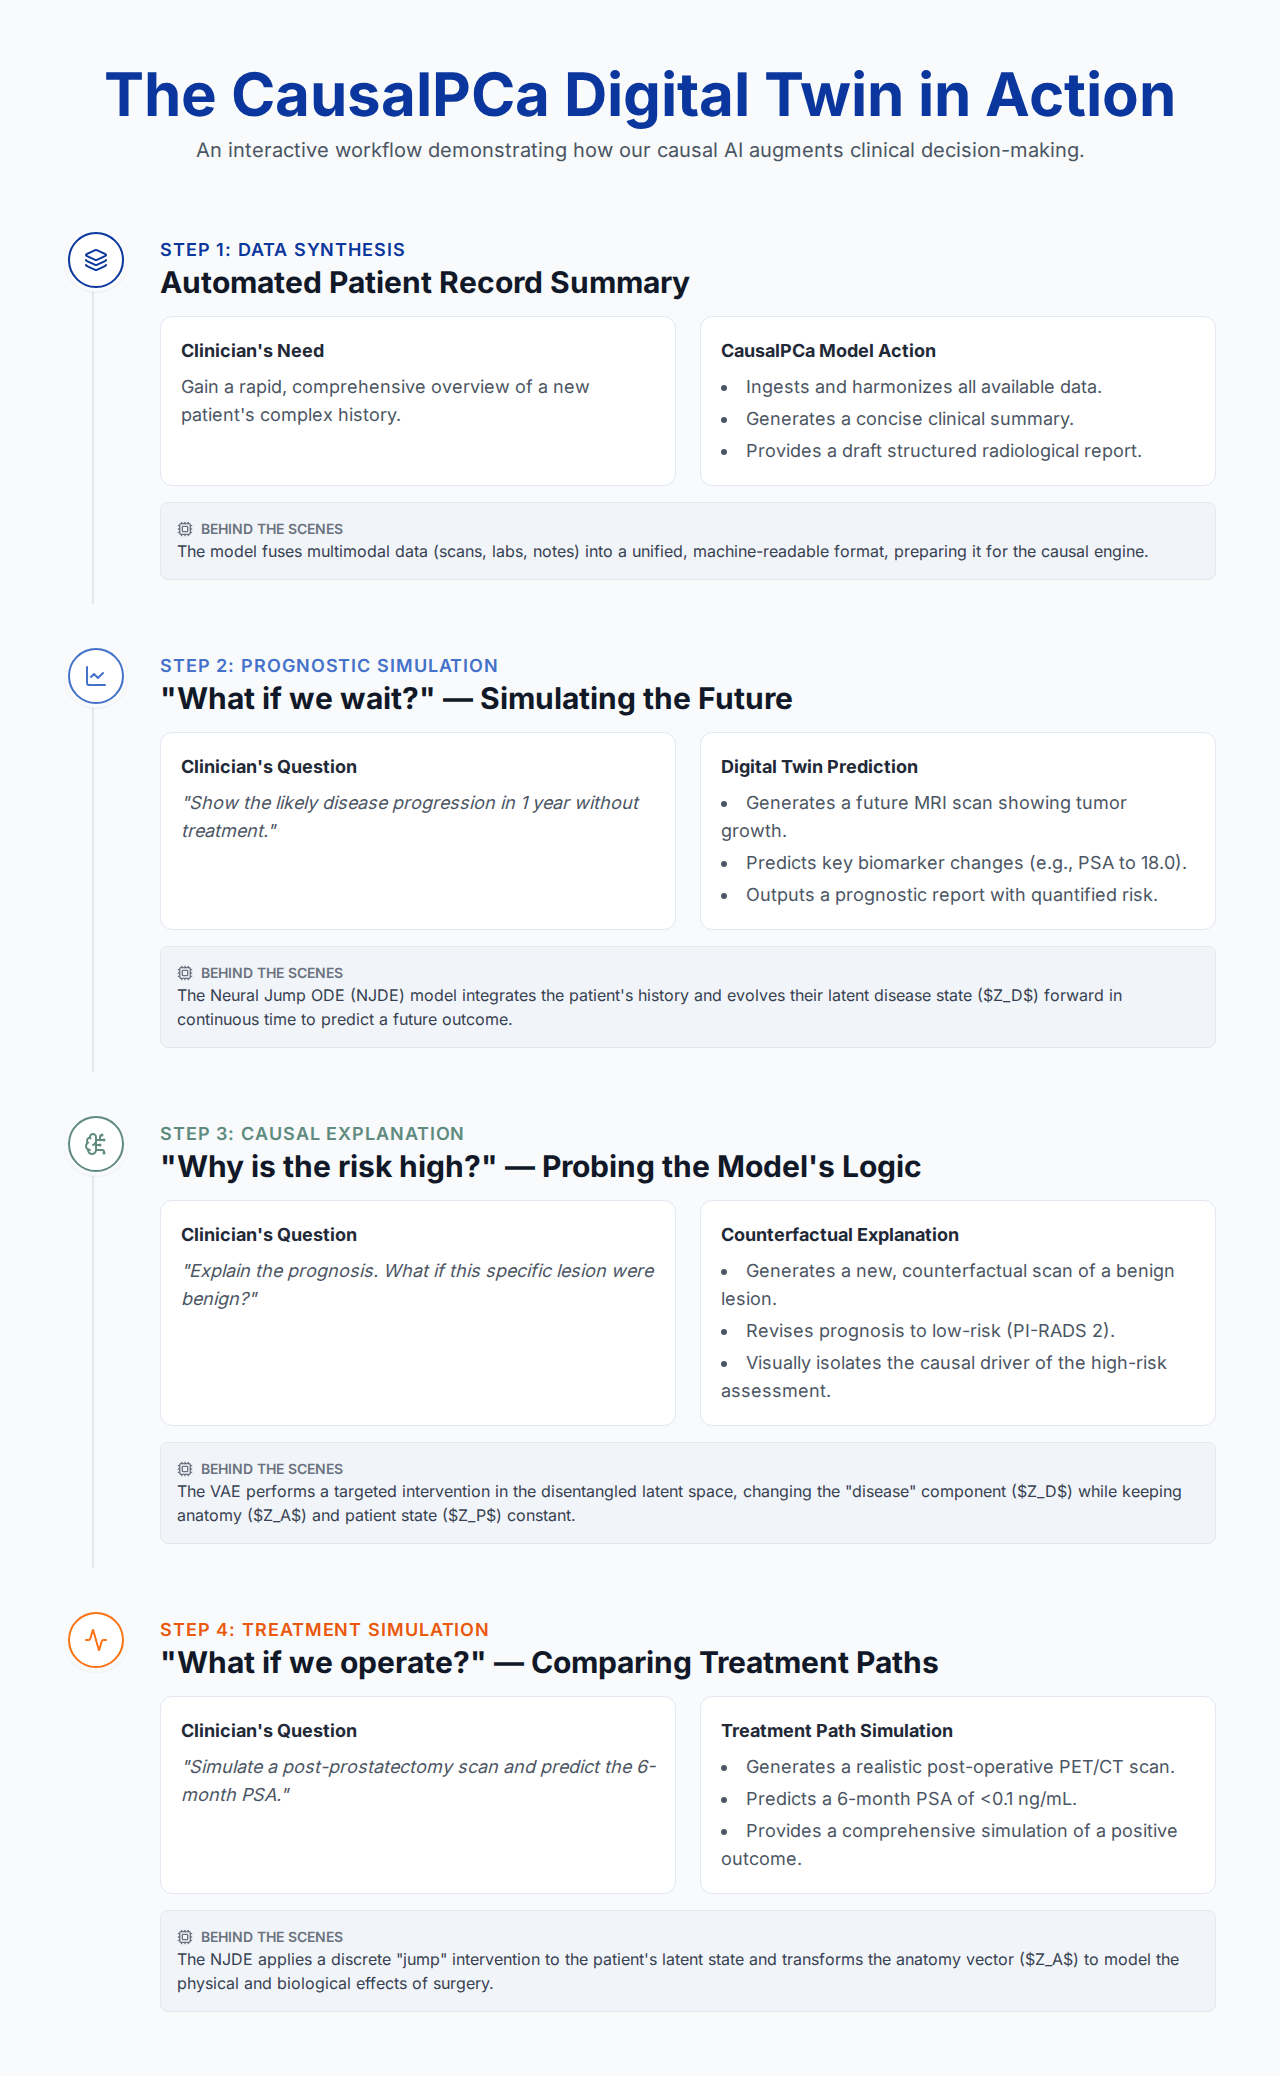 The CausalPCa Digital Twin in Action
An interactive workflow demonstrating how our causal AI augments clinical decision-making.
STEP 1: DATA SYNTHESIS
Automated Patient Record Summary
Clinician's Need
Gain a rapid, comprehensive overview of a new
patient's complex history.
CausalPCa Model Action
• Ingests and harmonizes all available data.
• Generates a concise clinical summary.
• Provides a draft structured radiological report.
BEHIND THE SCENES
The model fuses multimodal data (scans, labs, notes) into a unified, machine-readable format, preparing it for the causal engine.
STEP 2: PROGNOSTIC SIMULATION
"What if we wait?" — Simulating the Future
Clinician's Question
"Show the likely disease progression in 1 year without
treatment."
Digital Twin Prediction
• Generates a future MRI scan showing tumor
growth.
• Predicts key biomarker changes (e.g., PSA to 18.0).
• Outputs a prognostic report with quantified risk.
BEHIND THE SCENES
The Neural Jump ODE (NJDE) model integrates the patient's history and evolves their latent disease state ($Z_D$) forward in
continuous time to predict a future outcome.
STEP 3: CAUSAL EXPLANATION
"Why is the risk high?" — Probing the Model's Logic
Clinician's Question
"Explain the prognosis. What if this specific lesion were
benign?"
Counterfactual Explanation
• Generates a new, counterfactual scan of a benign
lesion.
• Revises prognosis to low-risk (PI-RADS 2).
• Visually isolates the causal driver of the high-risk
assessment.
BEHIND THE SCENES
The VAE performs a targeted intervention in the disentangled latent space, changing the "disease" component ($Z_D$) while keeping
anatomy ($Z_A$) and patient state ($Z_P$) constant.
STEP 4: TREATMENT SIMULATION
"What if we operate?" — Comparing Treatment Paths
Clinician's Question
"Simulate a post-prostatectomy scan and predict the 6-
month PSA."
Treatment Path Simulation
• Generates a realistic post-operative PET/CT scan.
• Predicts a 6-month PSA of <0.1 ng/mL.
• Provides a comprehensive simulation of a positive
outcome.
BEHIND THE SCENES
The NJDE applies a discrete "jump" intervention to the patient's latent state and transforms the anatomy vector ($Z_A$) to model the
physical and biological effects of surgery.